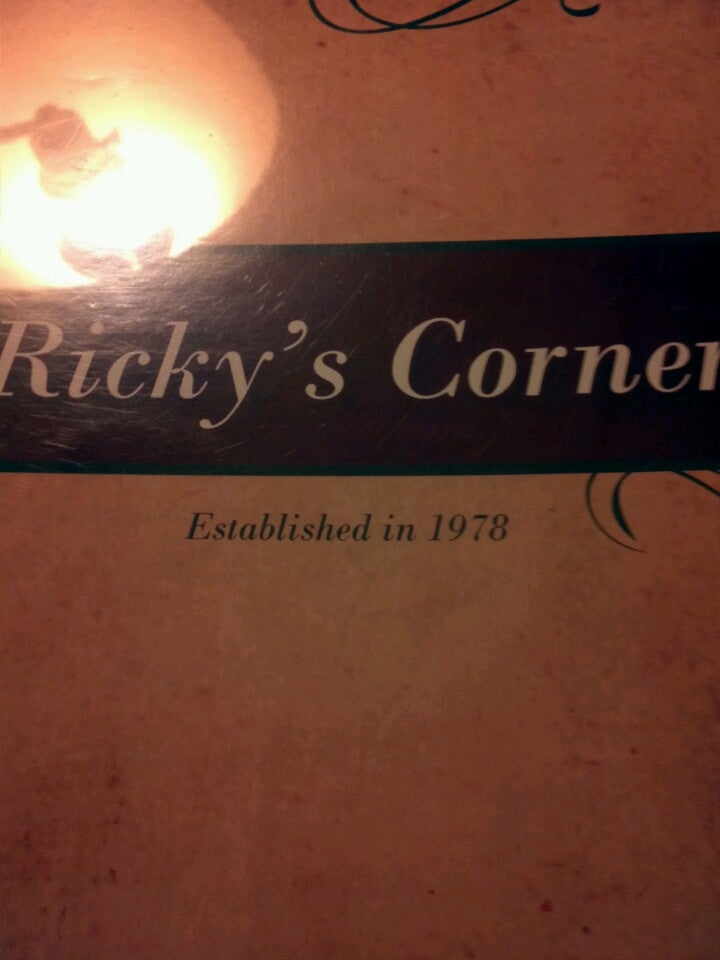 Ricky's Corner
Established in 1978